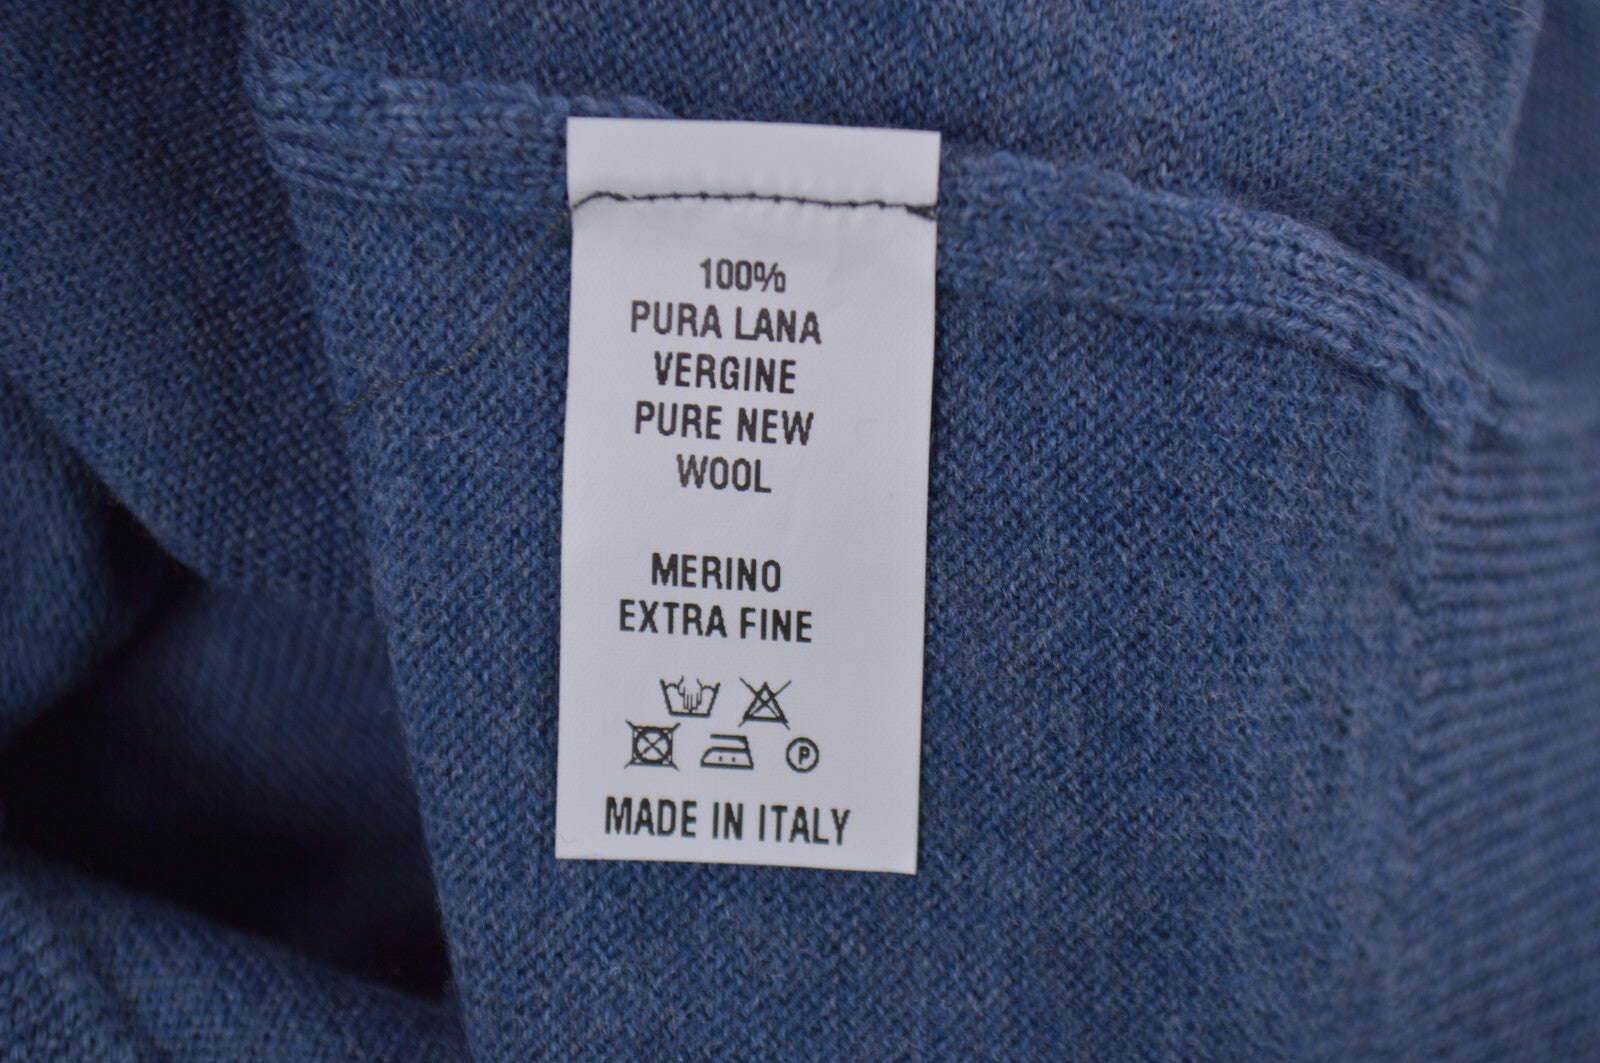 100%
PURA LANA
VERGINE
PURE NEW
WOOL
MERINO
EXTRA FINE
P
MADE IN ITALY